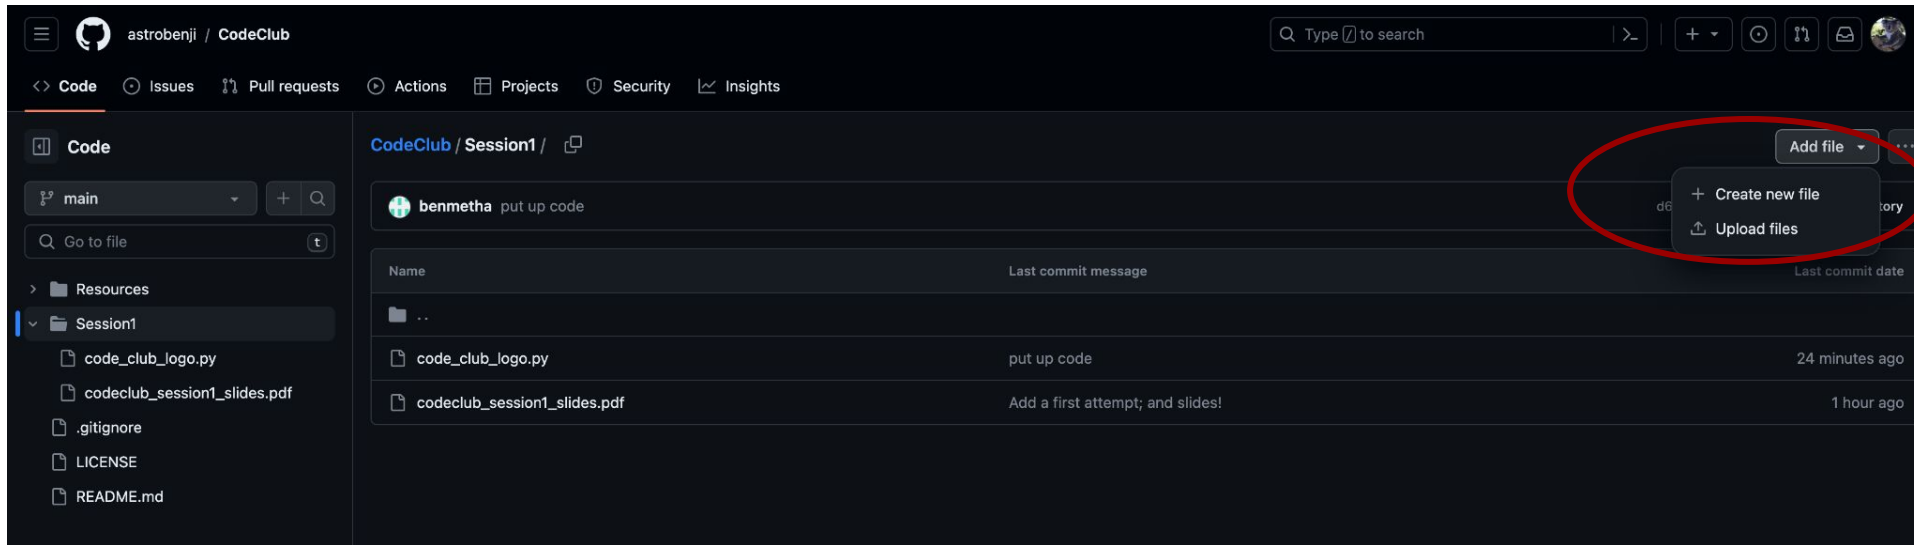 astrobenji / CodeClub
Type / to search
Code Issues Pull requests Actions Projects Security Insights
Code
main
Go to file t
Resources
Session1
code_club_logo.py
codeclub_session1_slides.pdf
.gitignore
LICENSE
README.md
CodeClub / Session1 /
Add file
Create new file
Upload files
benmetha put up code
Name Last commit message Last commit date
..
code_club_logo.py put up code 24 minutes ago
codeclub_session1_slides.pdf Add a first attempt; and slides! 1 hour ago